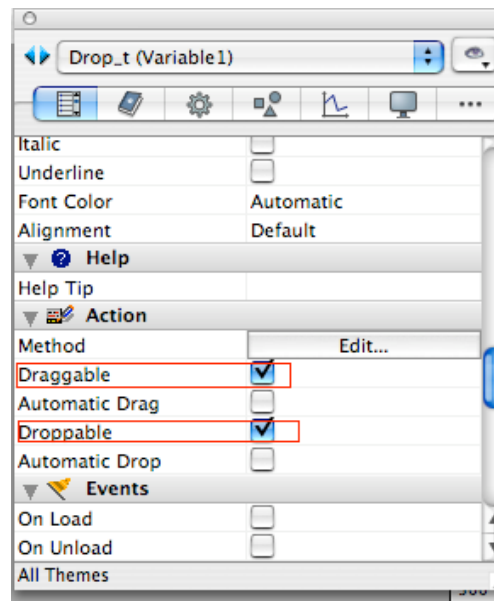 Drop_t (Variable1)
Italic
Underline
Font Color Automatic
Alignment Default
Help
Help Tip
Action
Method Edit...
Draggable
Automatic Drag
Droppable
Automatic Drop
Events
On Load
On Unload
All Themes